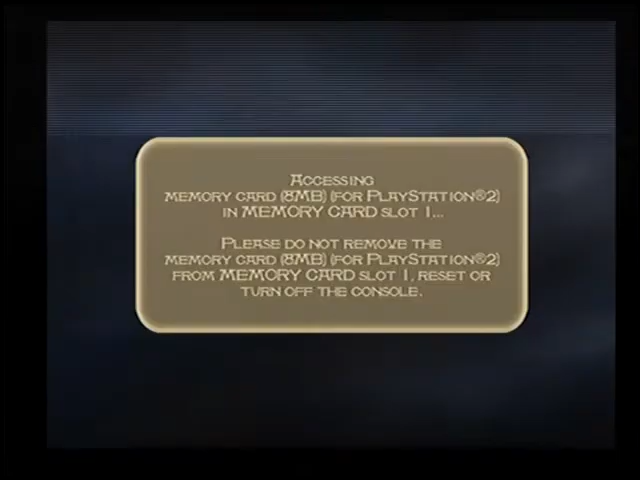 Accessing
memory card (8MB) (for PlayStation®2)
in MEMORY CARD slot 1...
Please do not remove the
memory card (8MB) (for PlayStation®2)
from MEMORY CARD slot 1, reset or
turn off the console.